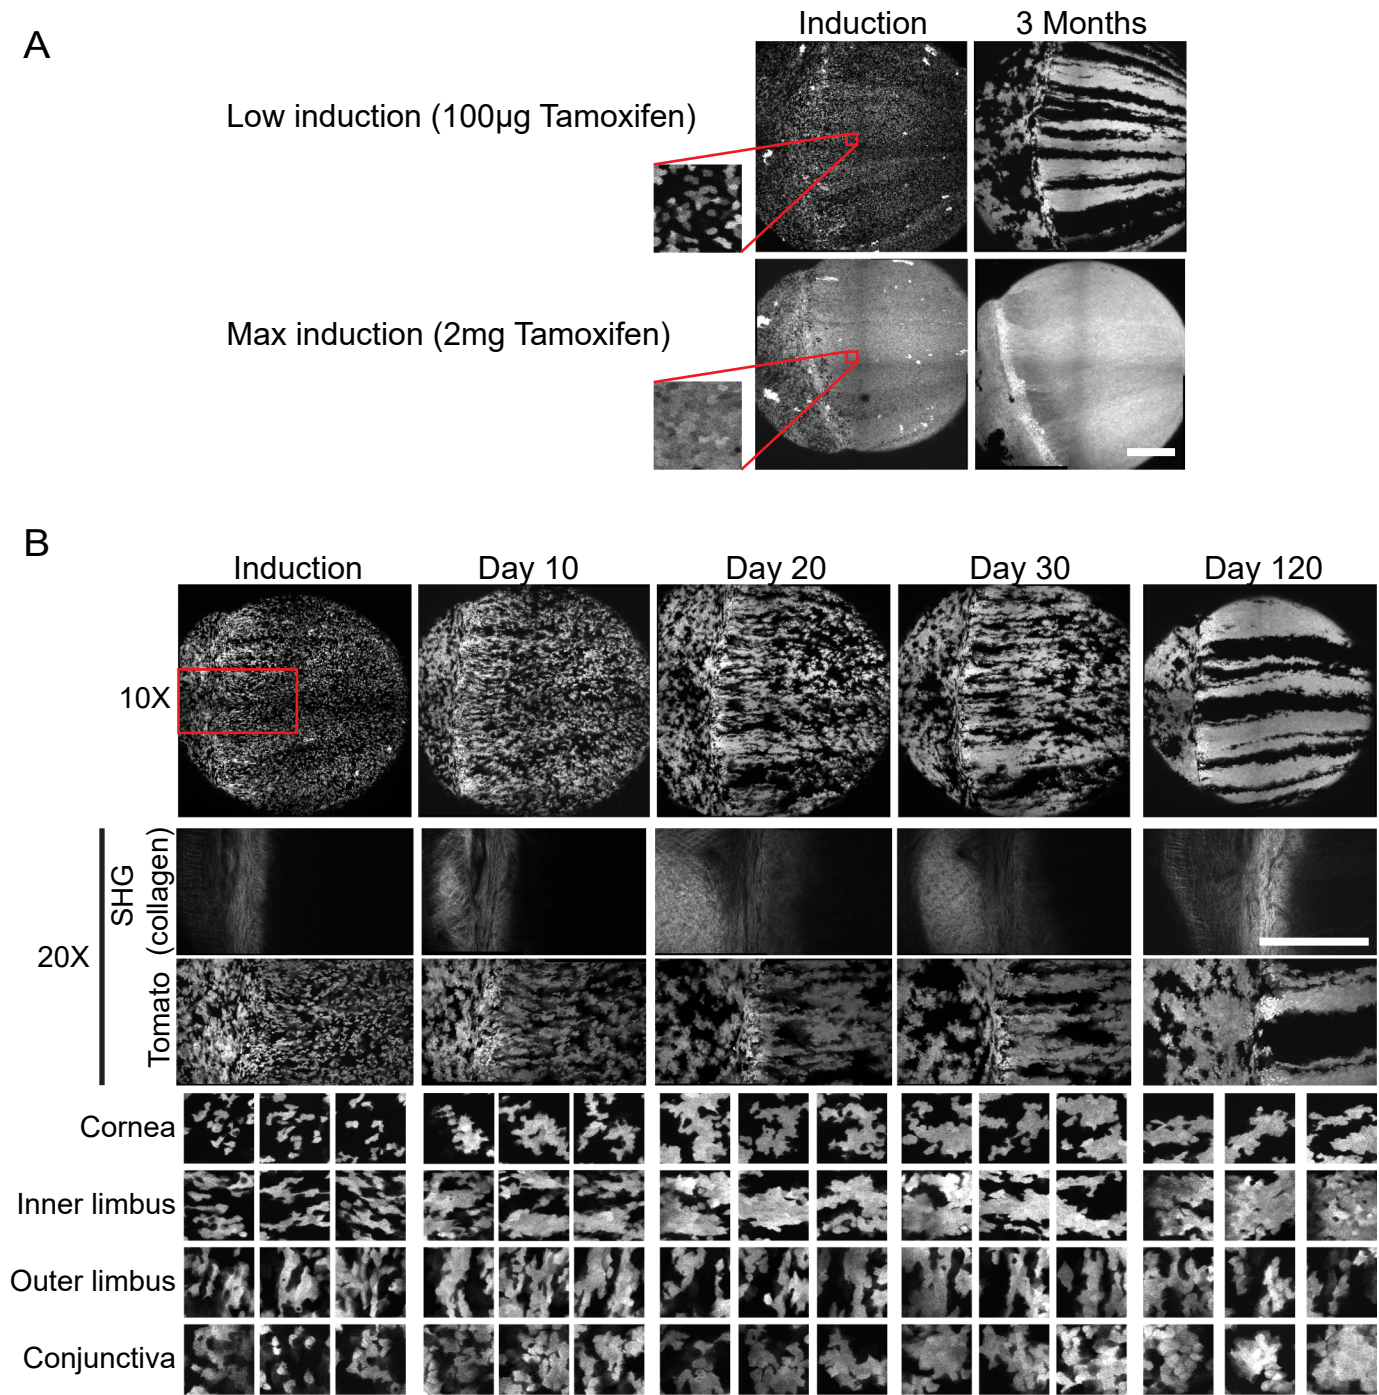 A
Induction
3 Months
Low induction (100µg Tamoxifen)
Max induction (2mg Tamoxifen)
B
Induction
Day 10
Day 20
Day 30
Day 120
10X
20X
SHG
(collagen)
Tomato
Cornea
Inner limbus
Outer limbus
Conjunctiva